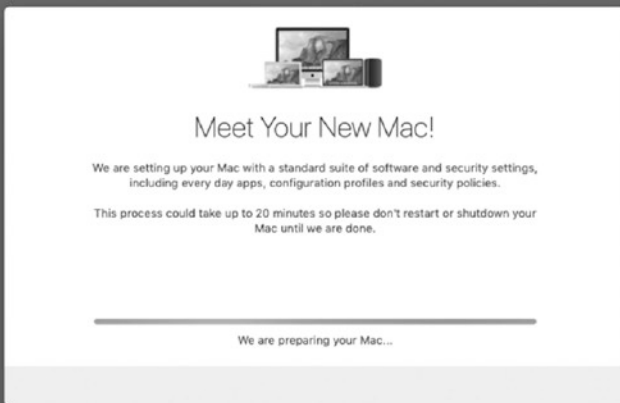 Meet Your New Mac!
We are setting up your Mac with a standard suite of software and security settings,
including every day apps, configuration profiles and security policies.
This process could take up to 20 minutes so please don't restart or shutdown your
Mac until we are done.
We are preparing your Mac...